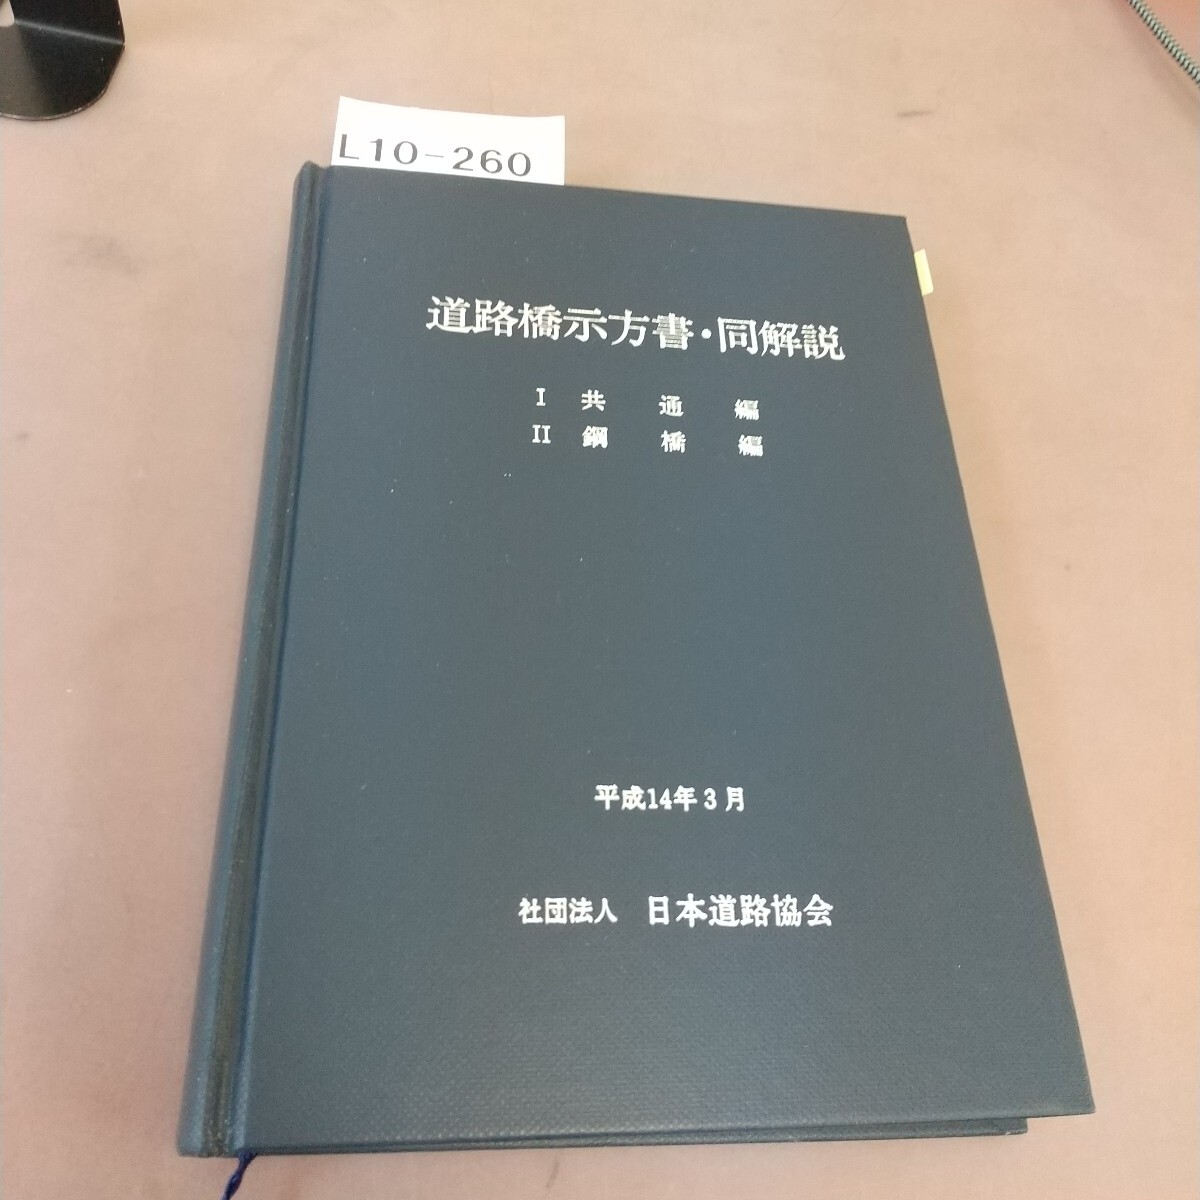 L10-260
道路橋示方書・同解説
I 共通編
II 鋼橋編
平成14年3月
社団法人 日本道路協会